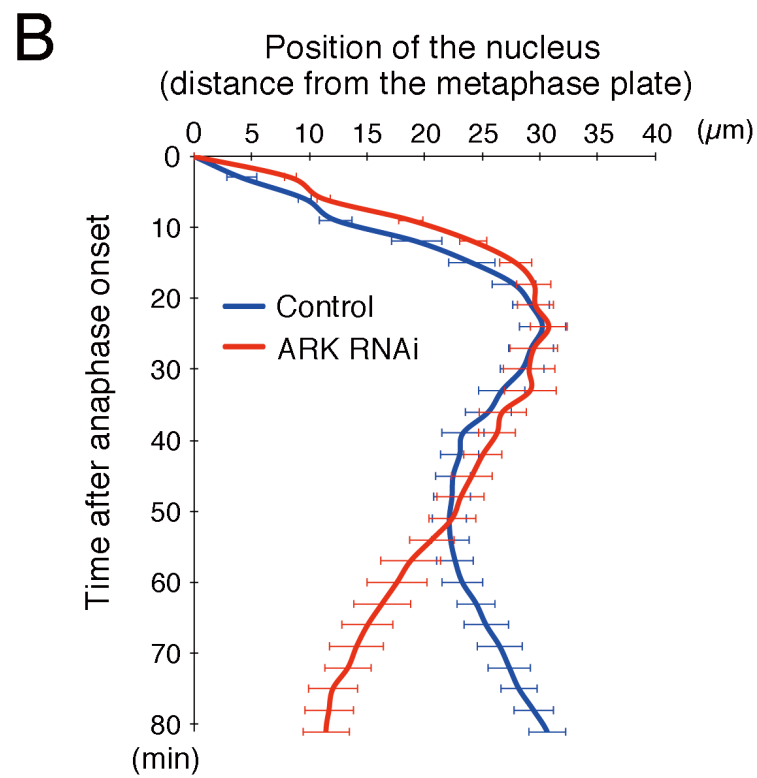 B
Position of the nucleus
(distance from the metaphase plate)
0 5 10 15 20 25 30 35 40 (μm)
0
10
20
30
40
50
60
70
80
(min)
Time after anaphase onset
Control
ARK RNAi